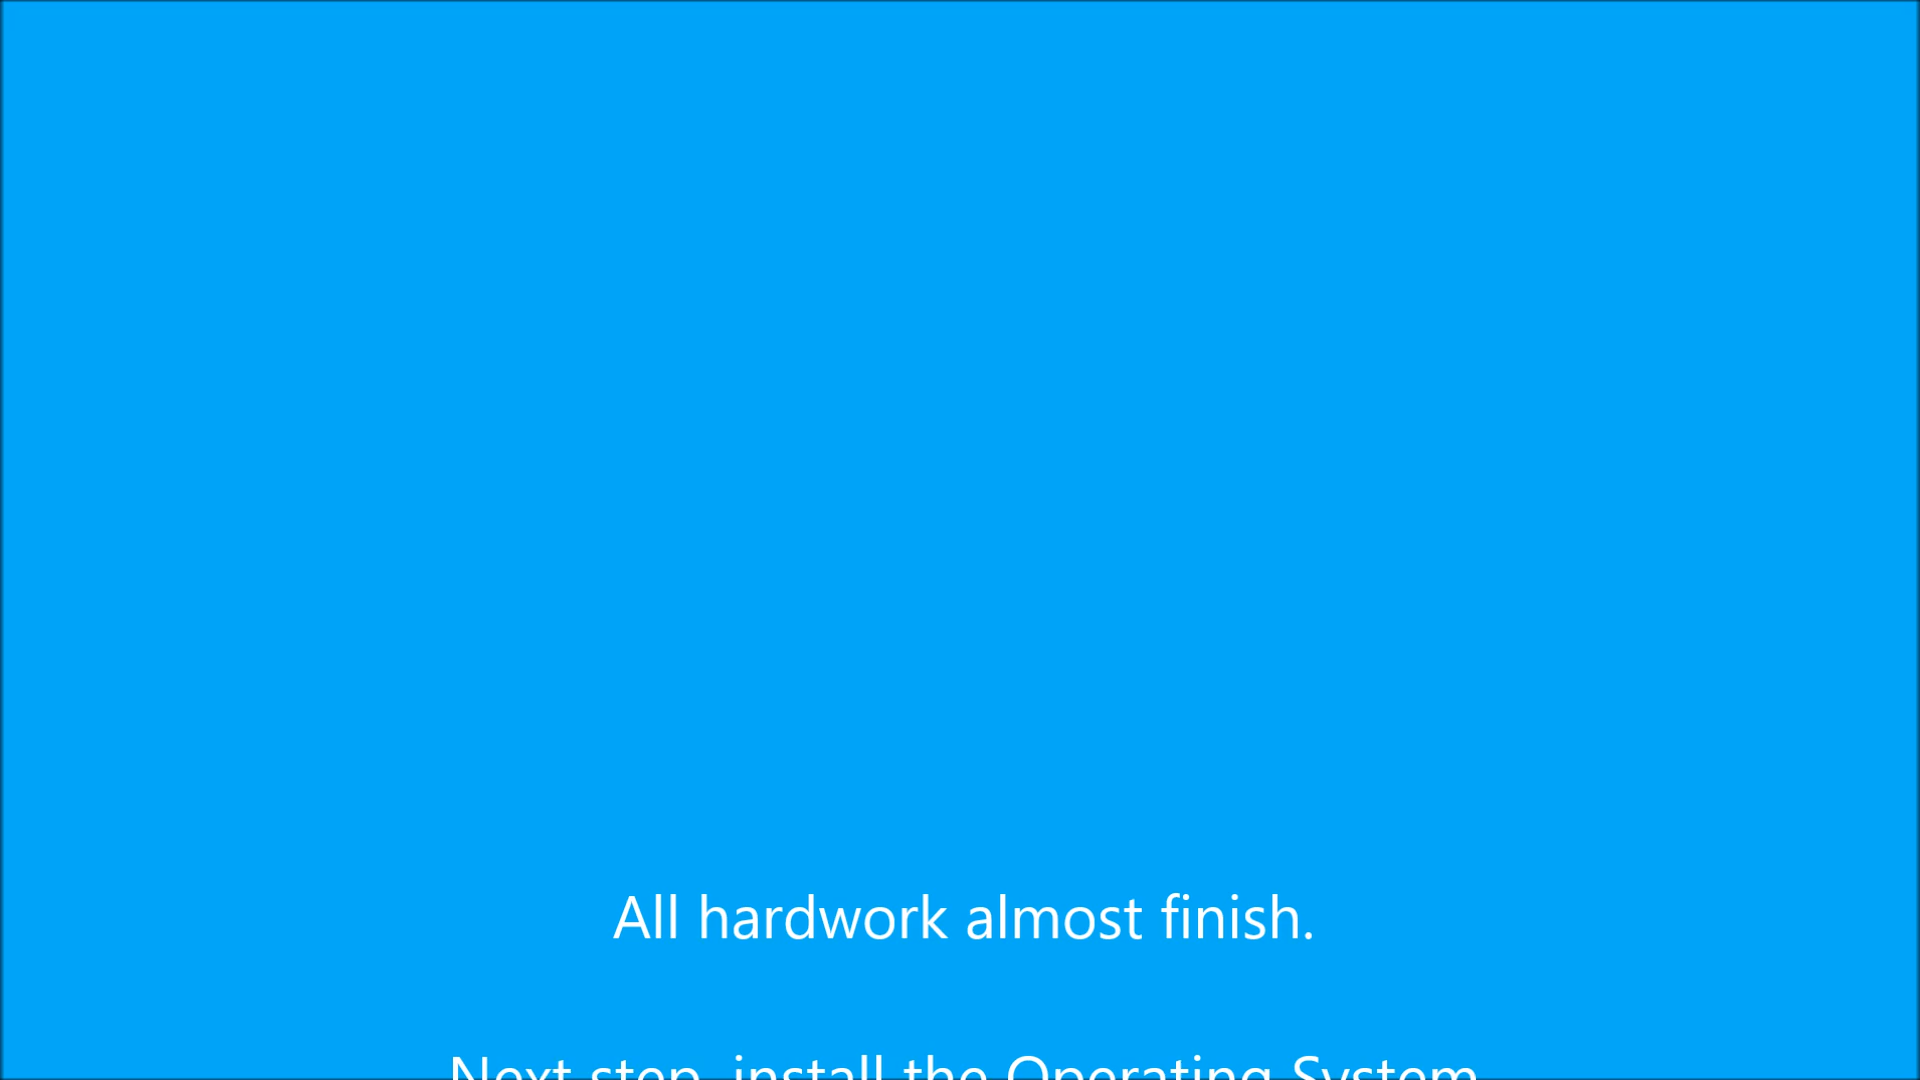 All hardwork almost finish.
Next step, install the Operating System